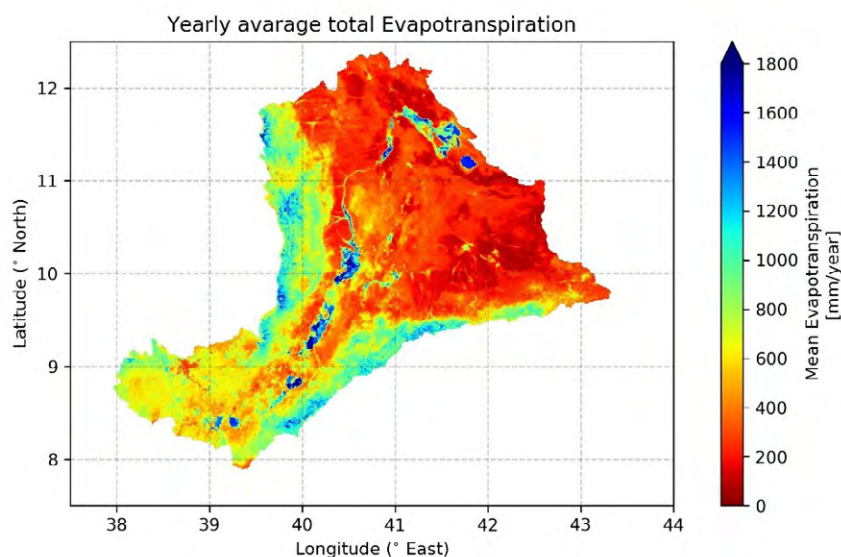 Yearly avarage total Evapotranspiration
12
11
10
9
8
Latitude (° North)
38 39 40 41 42 43 44
Longitude (° East)
1800
1600
1400
1200
1000
800
600
400
200
0
Mean Evapotranspiration
[mm/year]